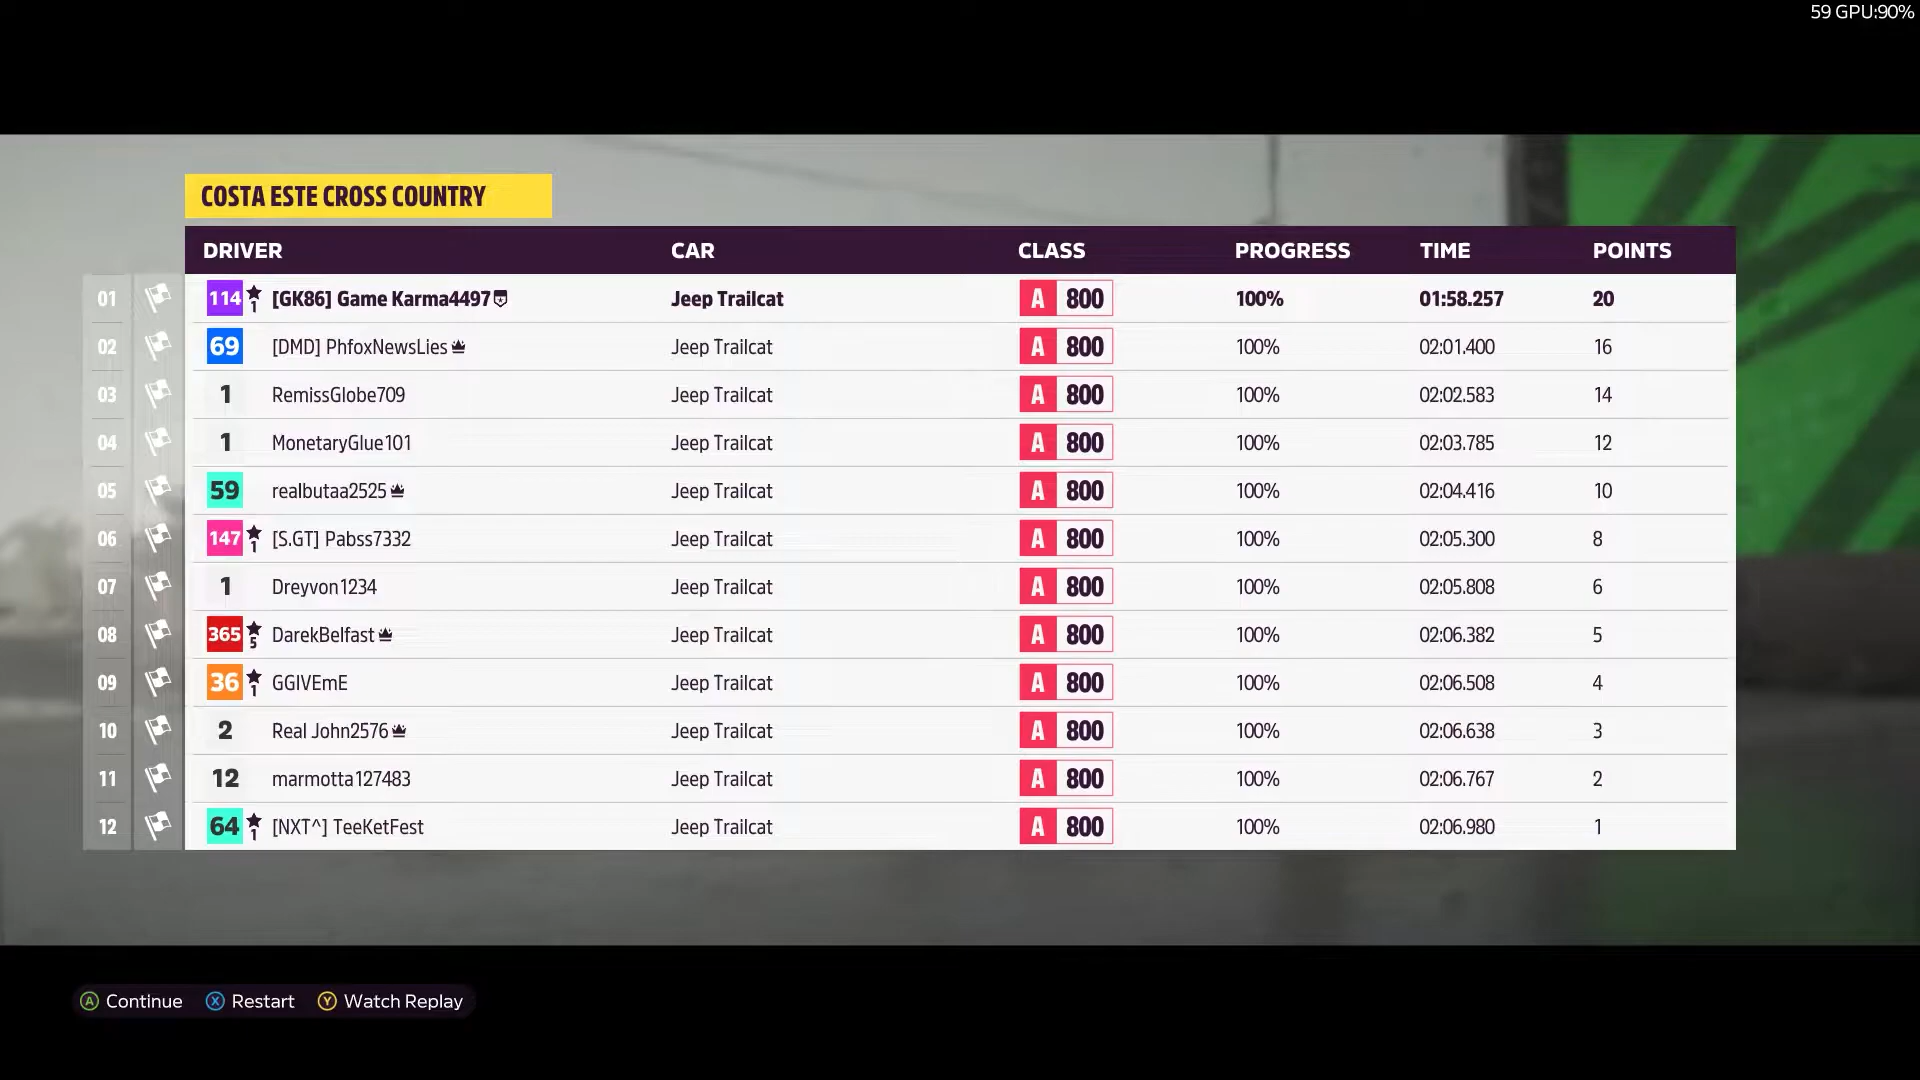 59 GPU:90%
COSTA ESTE CROSS COUNTRY
DRIVER CAR CLASS PROGRESS TIME POINTS
01 114 1 [GK86] Game Karma4497 Jeep Trailcat A 800 100% 01:58.257 20
02 69 [DMD] PhfoxNewsLies Jeep Trailcat A 800 100% 02:01.400 16
03 1 RemissGlobe709 Jeep Trailcat A 800 100% 02:02.583 14
04 1 MonetaryGlue101 Jeep Trailcat A 800 100% 02:03.785 12
05 59 realbutaa2525 Jeep Trailcat A 800 100% 02:04.416 10
06 147 1 [S.GT] Pabss7332 Jeep Trailcat A 800 100% 02:05.300 8
07 1 Dreyvon1234 Jeep Trailcat A 800 100% 02:05.808 6
08 365 5 DarekBelfast Jeep Trailcat A 800 100% 02:06.382 5
09 36 1 GGIVEmE Jeep Trailcat A 800 100% 02:06.508 4
10 2 Real John2576 Jeep Trailcat A 800 100% 02:06.638 3
11 12 marmotta127483 Jeep Trailcat A 800 100% 02:06.767 2
12 64 1 [NXT^] TeeKetFest Jeep Trailcat A 800 100% 02:06.980 1
A Continue X Restart Y Watch Replay